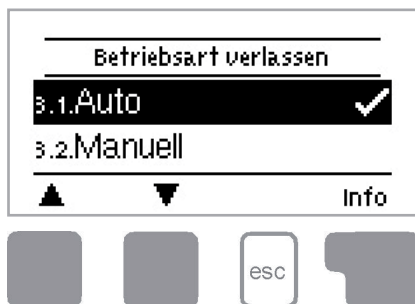 Betriebsart verlassen
3.1.Auto
3.2.Manuell
Info
esc